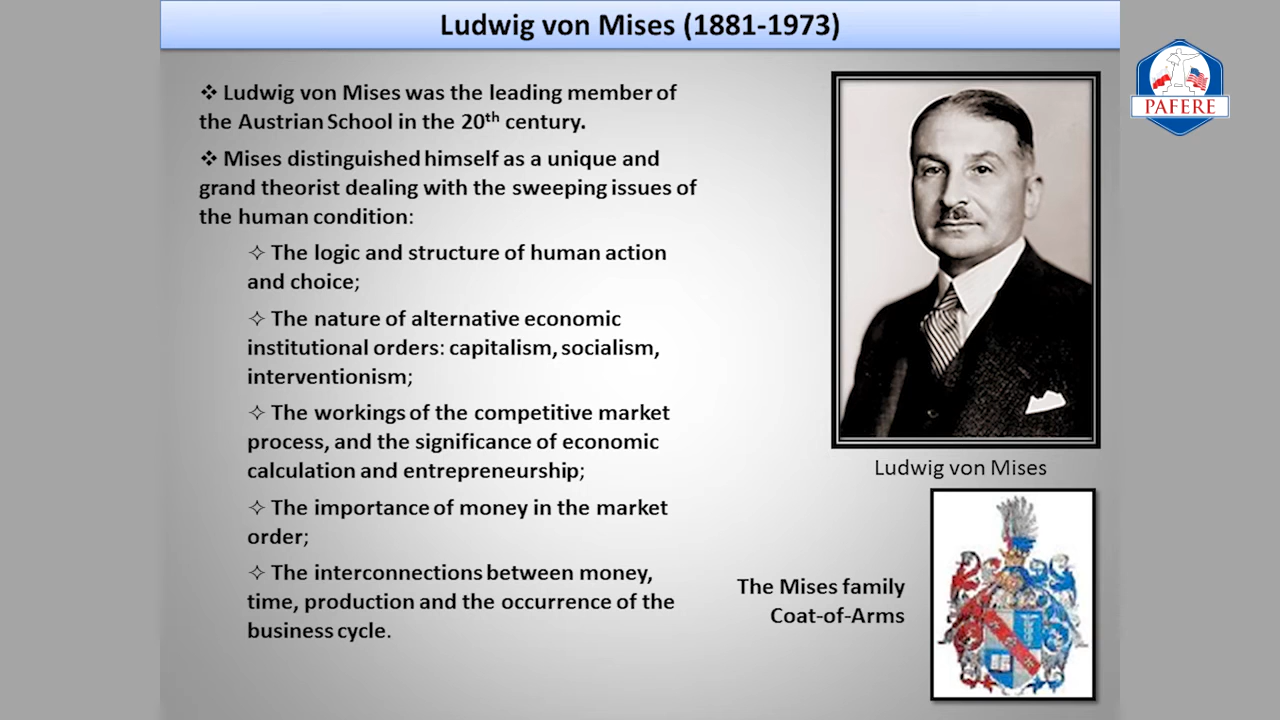 Ludwig von Mises (1881-1973)
❖ Ludwig von Mises was the leading member of
the Austrian School in the 20th century.
❖ Mises distinguished himself as a unique and
grand theorist dealing with the sweeping issues of
the human condition:
✧ The logic and structure of human action
and choice;
✧ The nature of alternative economic
institutional orders: capitalism, socialism,
interventionism;
✧ The workings of the competitive market
process, and the significance of economic
calculation and entrepreneurship;
✧ The importance of money in the market
order;
✧ The interconnections between money,
time, production and the occurrence of the
business cycle.
Ludwig von Mises
The Mises family
Coat-of-Arms
PAFERE